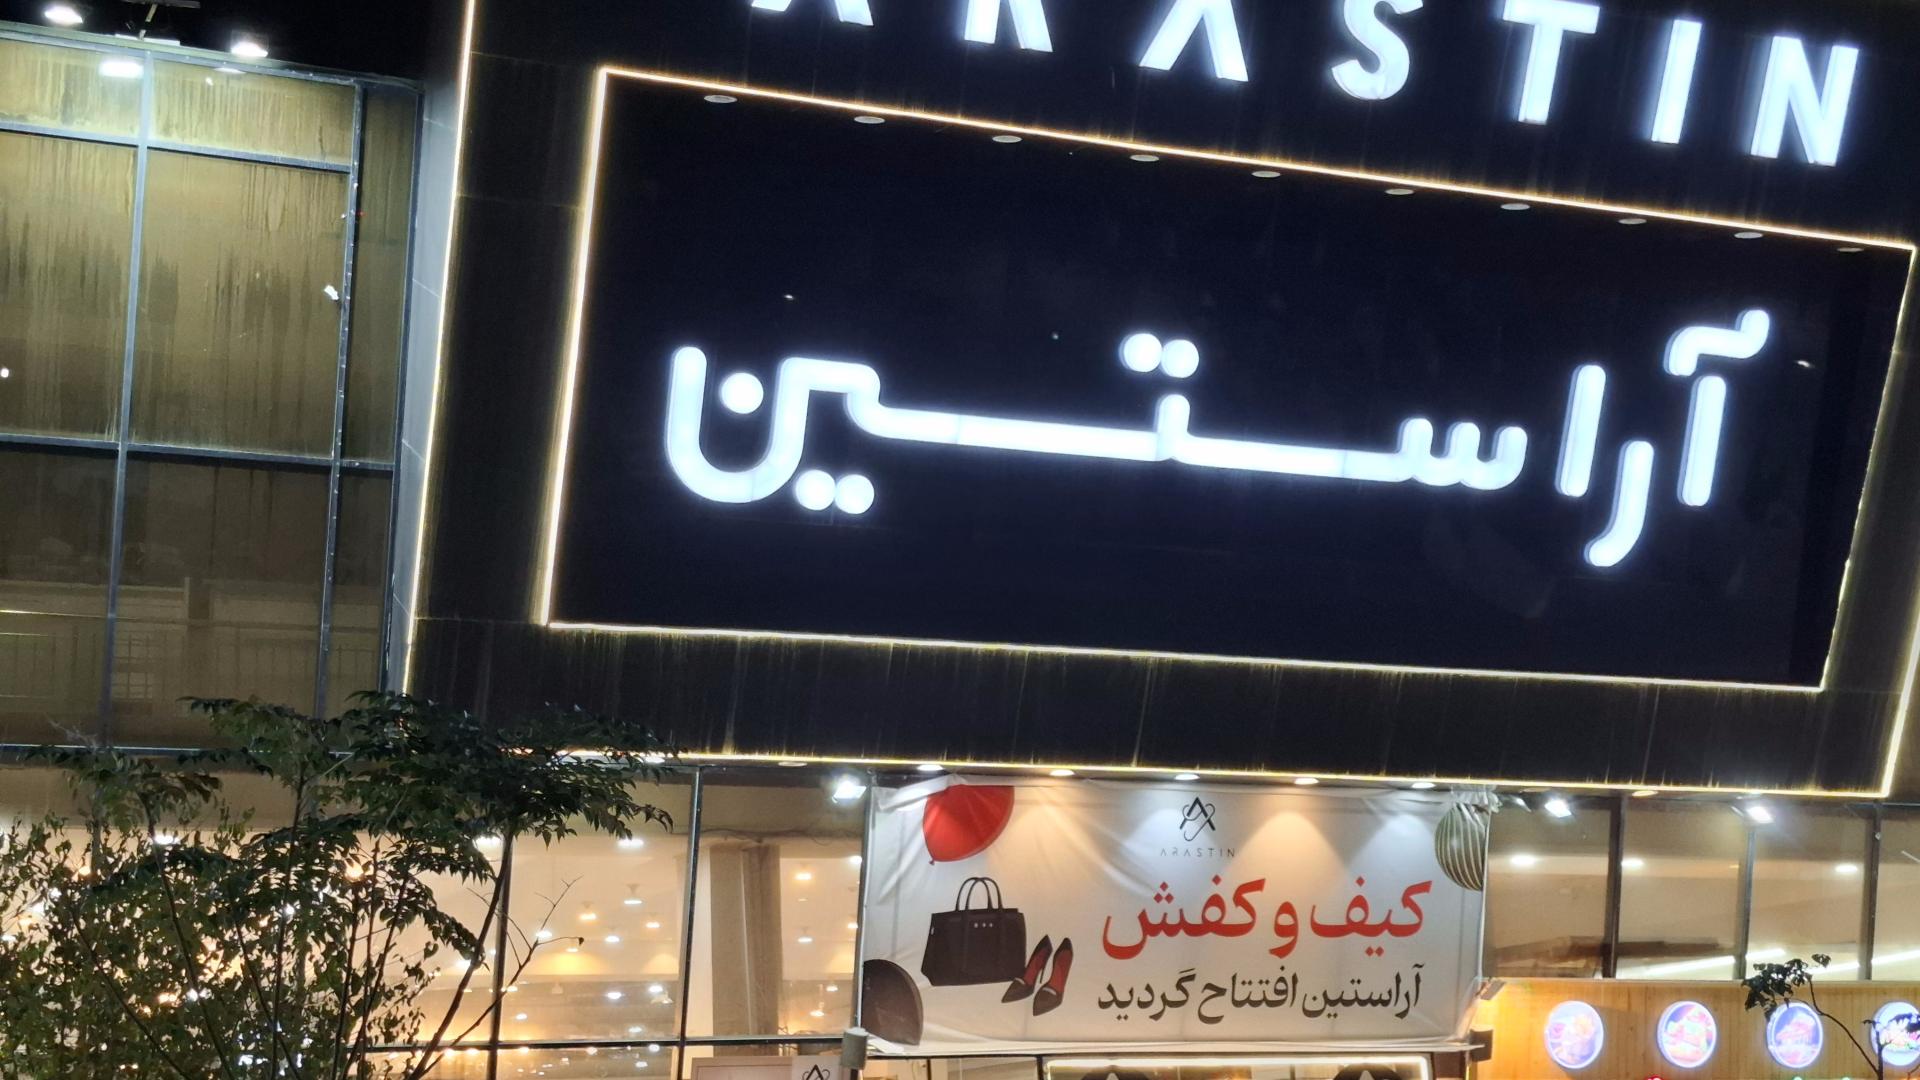 ARASTIN
آراستین
ARASTIN
کیف و کفش
آراستین افتتاح گردید